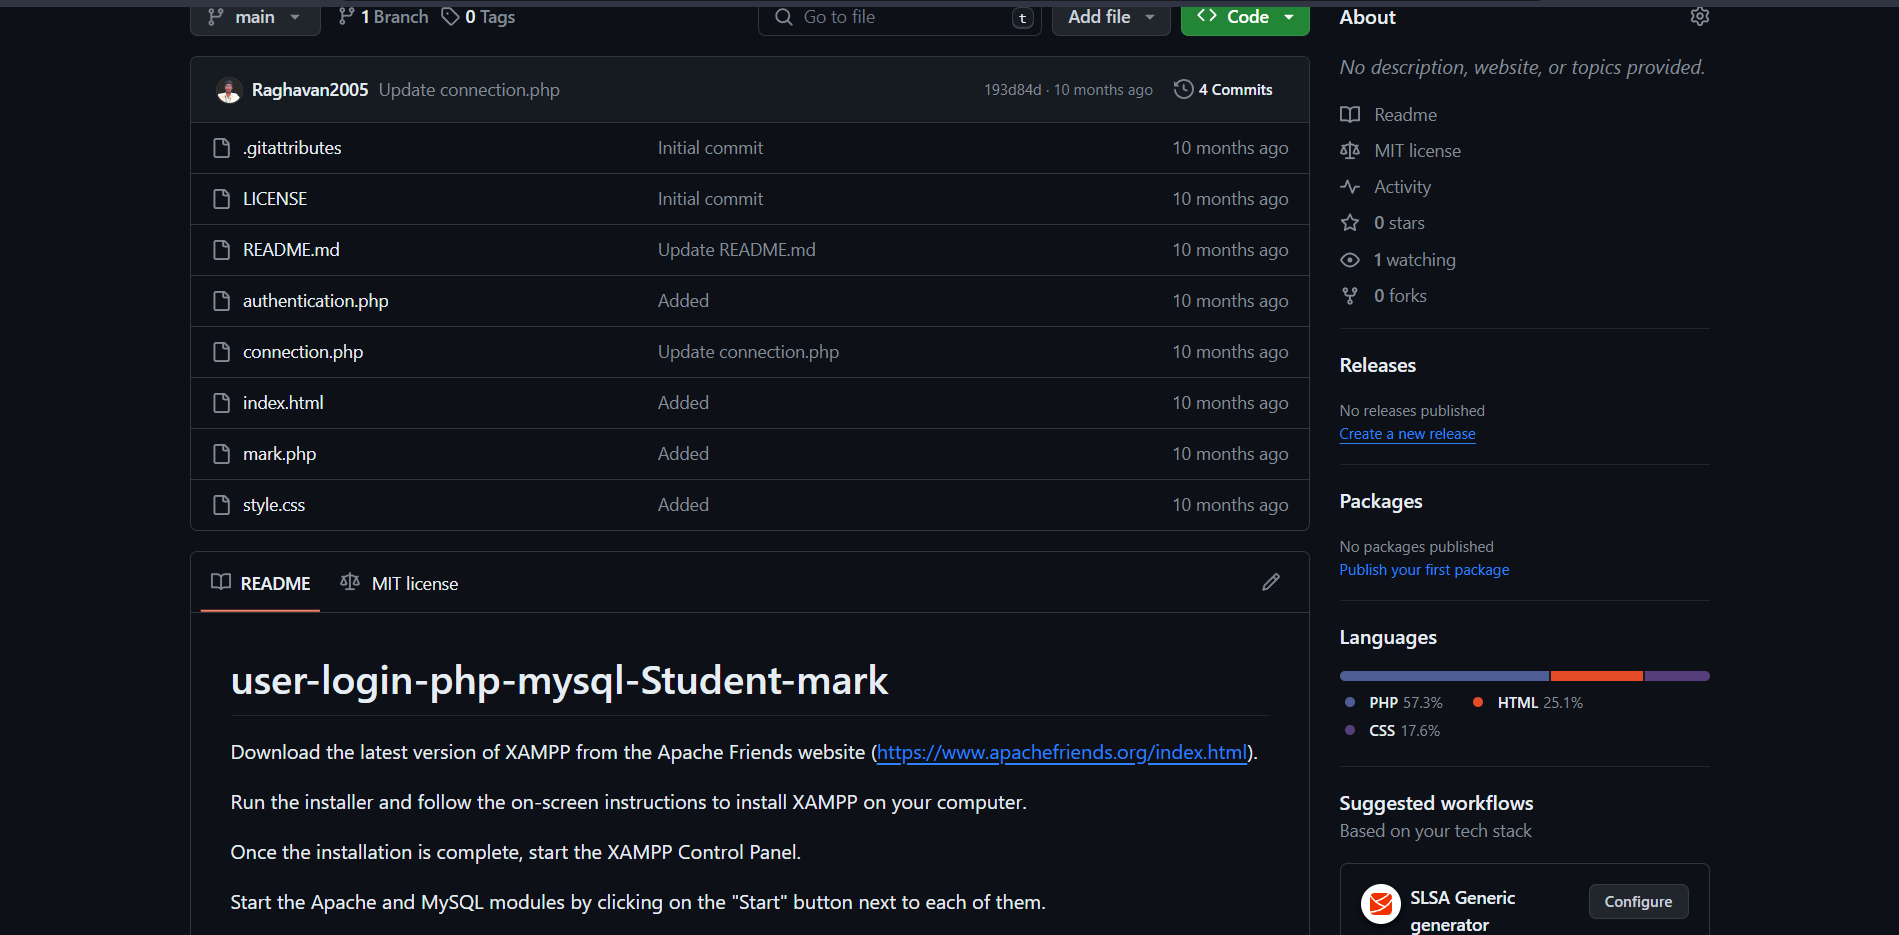 main 1 Branch 0 Tags Go to file t Add file Code
Raghavan2005 Update connection.php 193d84d · 10 months ago 4 Commits
.gitattributes Initial commit 10 months ago
LICENSE Initial commit 10 months ago
README.md Update README.md 10 months ago
authentication.php Added 10 months ago
connection.php Update connection.php 10 months ago
index.html Added 10 months ago
mark.php Added 10 months ago
style.css Added 10 months ago
README MIT license
user-login-php-mysql-Student-mark
Download the latest version of XAMPP from the Apache Friends website (https://www.apachefriends.org/index.html).
Run the installer and follow the on-screen instructions to install XAMPP on your computer.
Once the installation is complete, start the XAMPP Control Panel.
Start the Apache and MySQL modules by clicking on the "Start" button next to each of them.
About
No description, website, or topics provided.
Readme
MIT license
Activity
0 stars
1 watching
0 forks
Releases
No releases published
Create a new release
Packages
No packages published
Publish your first package
Languages
PHP 57.3% HTML 25.1%
CSS 17.6%
Suggested workflows
Based on your tech stack
SLSA Generic
generator
Configure